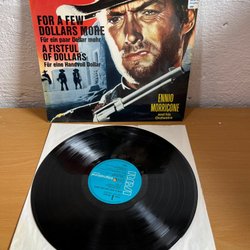 FOR A FEW
DOLLARS MORE
Für ein paar Dollar mehr
A FISTFUL
OF DOLLARS
Für eine Handvoll Dollar
ENNIO
MORRICONE
and his
Orchestra